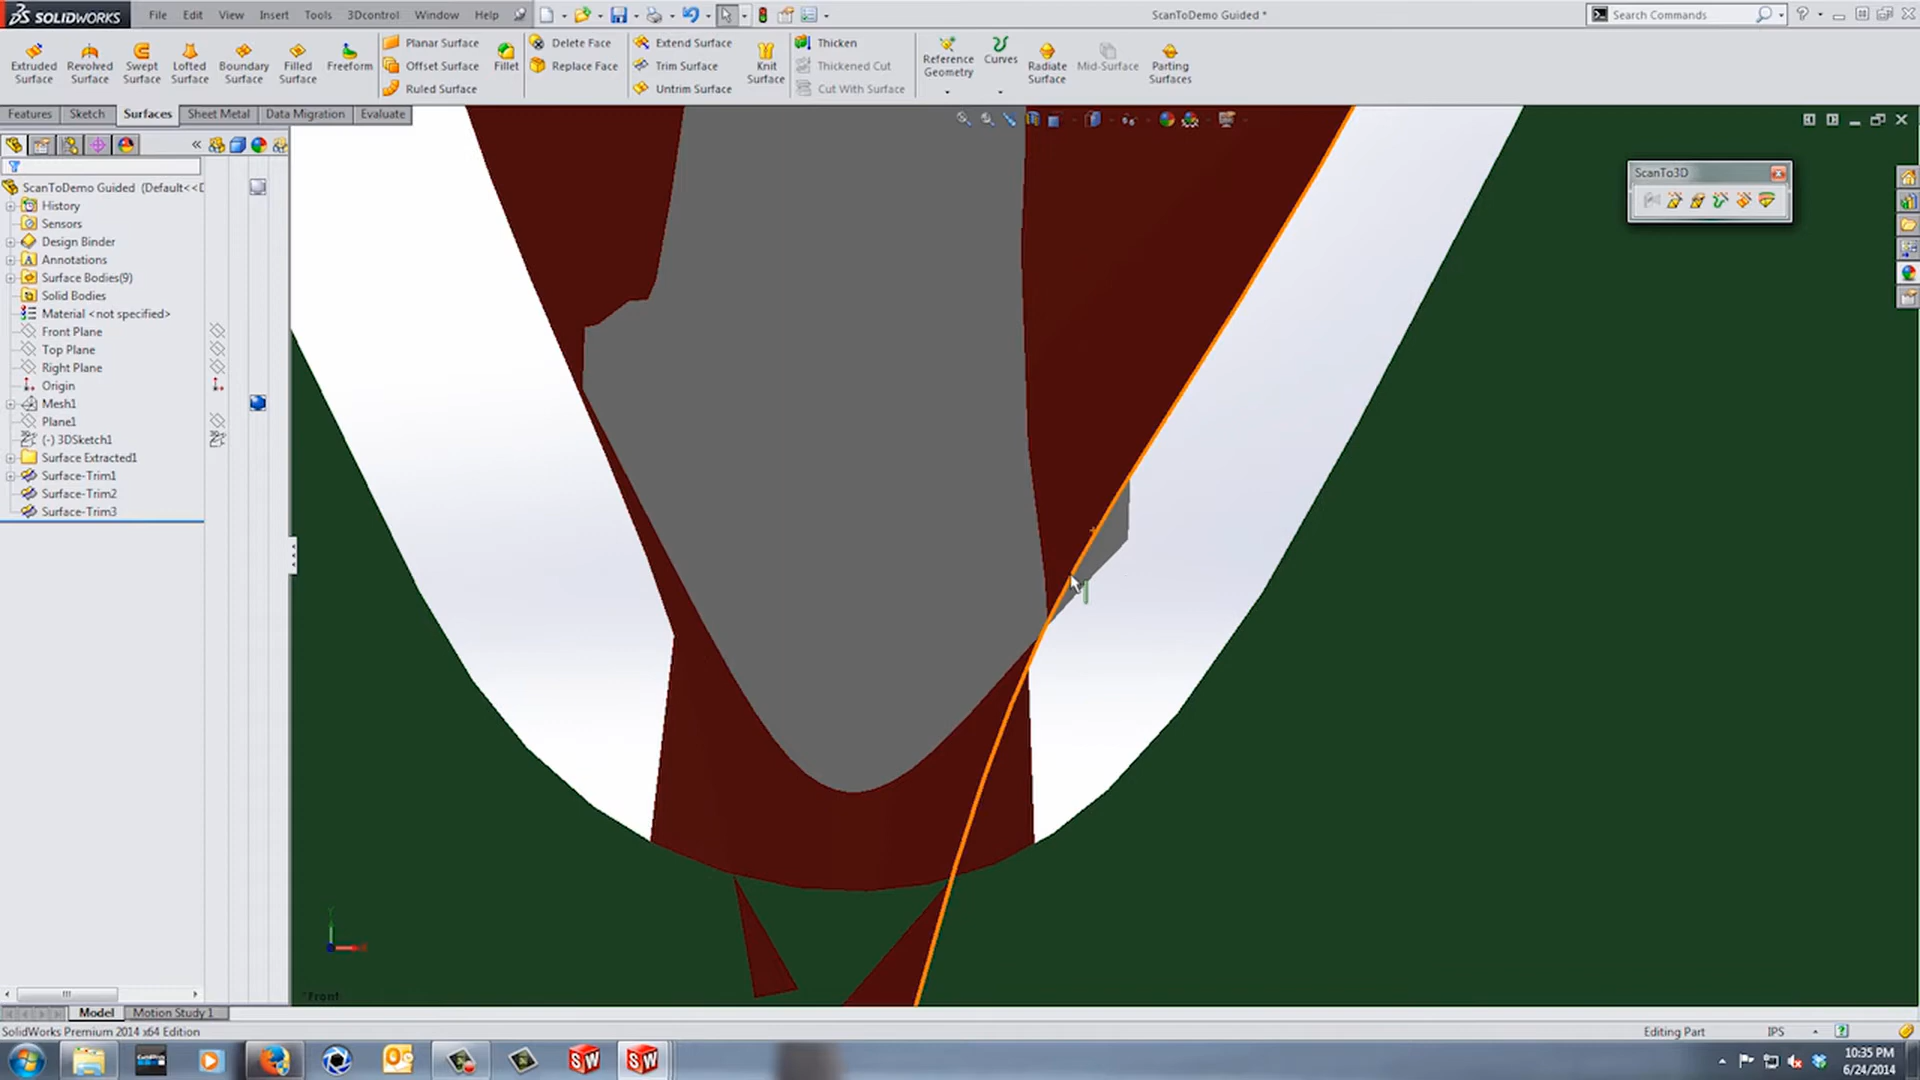 SOLIDWORKS File Edit View Insert Tools 3Dcontrol Window Help ScanToDemo Guided * Search Commands
Extruded Surface
Revolved Surface
Swept Surface
Lofted Surface
Boundary Surface
Filled Surface
Freeform
Planar Surface
Offset Surface
Ruled Surface
Fillet
Delete Face
Replace Face
Extend Surface
Trim Surface
Untrim Surface
Knit Surface
Thicken
Thickened Cut
Cut With Surface
Reference Geometry
Curves
Radiate Surface
Mid-Surface
Parting Surfaces
Features Sketch Surfaces Sheet Metal Data Migration Evaluate
ScanTo3D
ScanToDemo Guided (Default<<D
History
Sensors
Design Binder
Annotations
Surface Bodies(9)
Solid Bodies
Material <not specified>
Front Plane
Top Plane
Right Plane
Origin
Mesh1
Plane1
(-) 3DSketch1
Surface Extracted1
Surface-Trim1
Surface-Trim2
Surface-Trim3
*Front
Model Motion Study 1
SolidWorks Premium 2014 x64 Edition Editing Part IPS
10:35 PM
6/24/2014